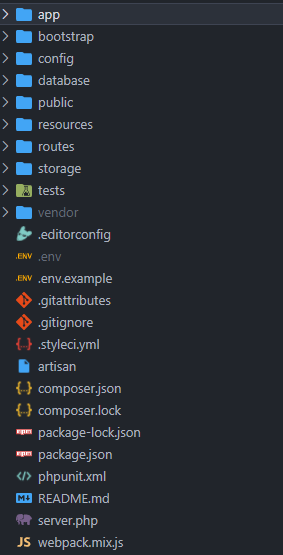 app
bootstrap
config
database
public
resources
routes
storage
tests
vendor
.editorconfig
.ENV .env
.ENV .env.example
.gitattributes
.gitignore
{..} .styleci.yml
artisan
{..} composer.json
{..} composer.lock
package-lock.json
package.json
</> phpunit.xml
README.md
server.php
JS webpack.mix.js